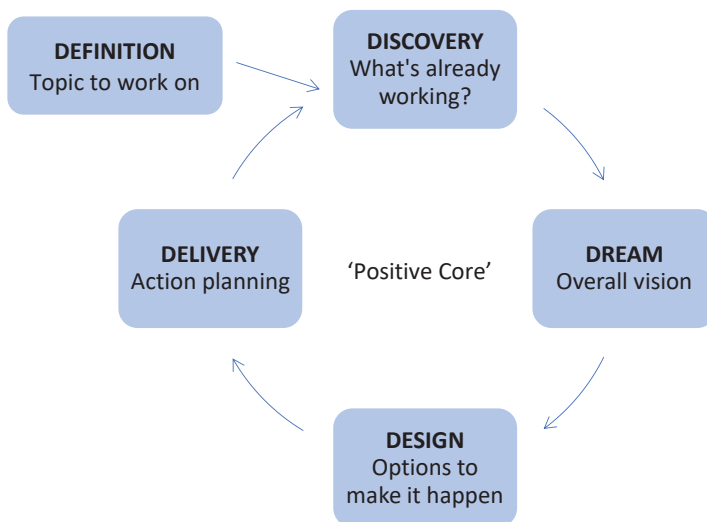 DEFINITION
Topic to work on
DISCOVERY
What's already
working?
DELIVERY
Action planning
‘Positive Core’
DREAM
Overall vision
DESIGN
Options to
make it happen